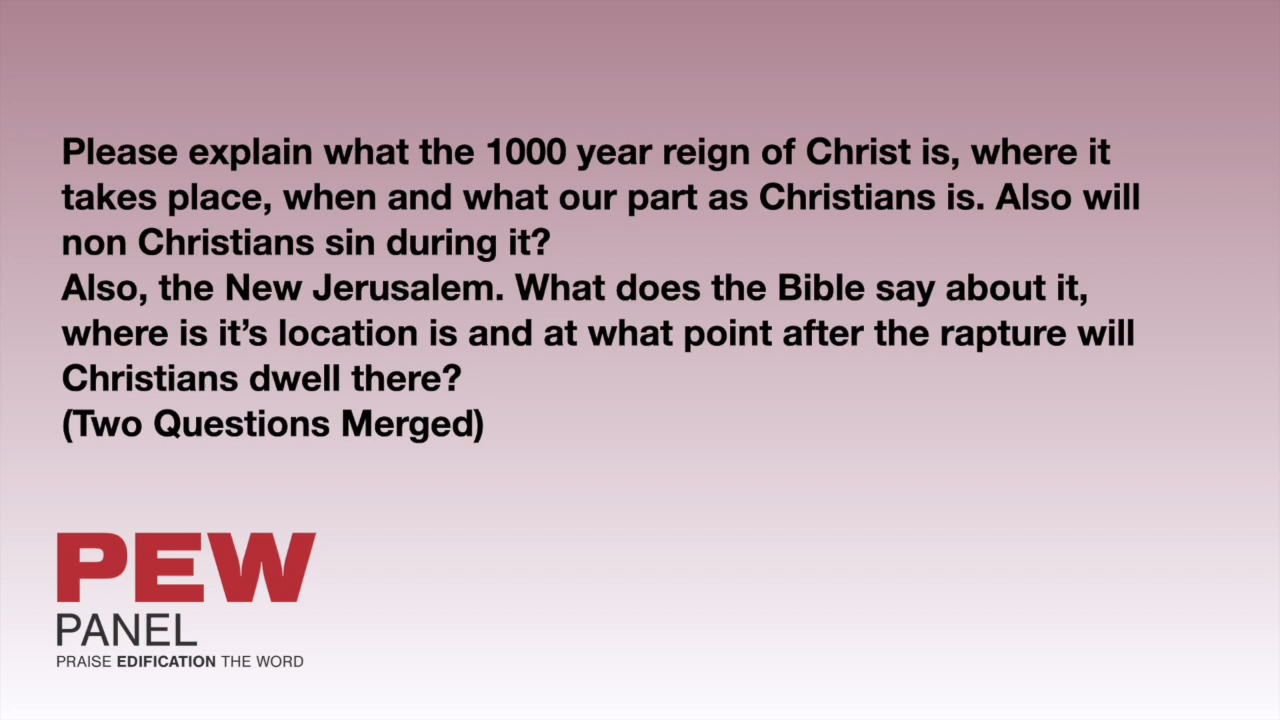 Please explain what the 1000 year reign of Christ is, where it
takes place, when and what our part as Christians is. Also will
non Christians sin during it?
Also, the New Jerusalem. What does the Bible say about it,
where is it’s location is and at what point after the rapture will
Christians dwell there?
(Two Questions Merged)
PEW
PANEL
PRAISE EDIFICATION THE WORD